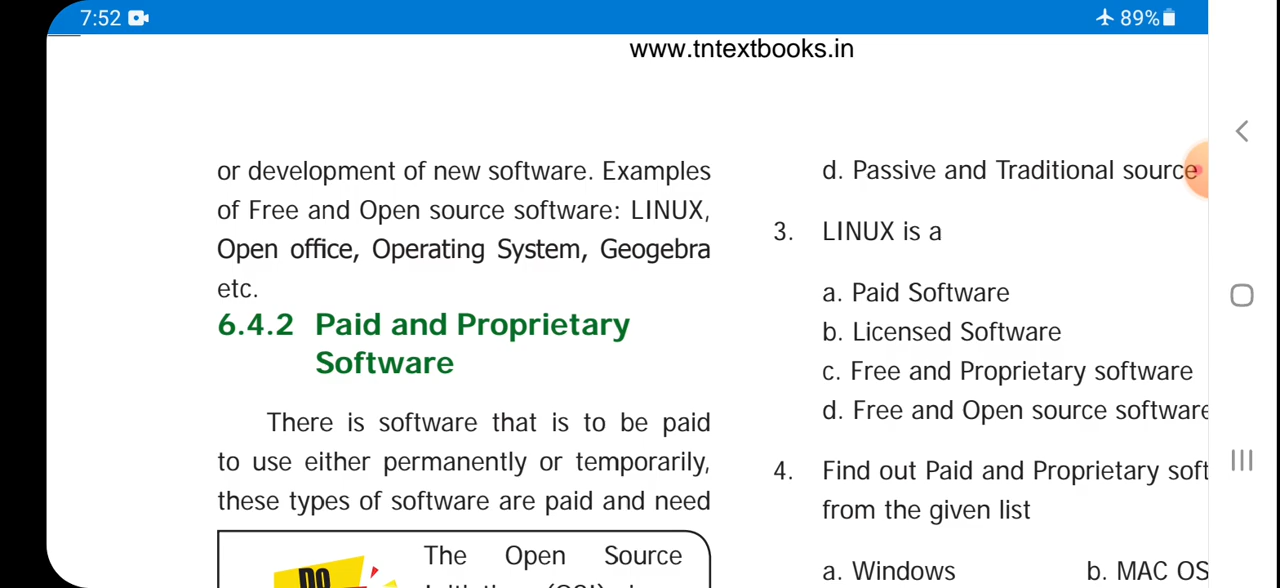 7:52
89%
www.tntextbooks.in
or development of new software. Examples
of Free and Open source software: LINUX,
Open office, Operating System, Geogebra
etc.
6.4.2 Paid and Proprietary
Software
There is software that is to be paid
to use either permanently or temporarily,
these types of software are paid and need
The Open Source
DO
d. Passive and Traditional source
3. LINUX is a
a. Paid Software
b. Licensed Software
c. Free and Proprietary software
d. Free and Open source software
4. Find out Paid and Proprietary soft
from the given list
a. Windows b. MAC OS